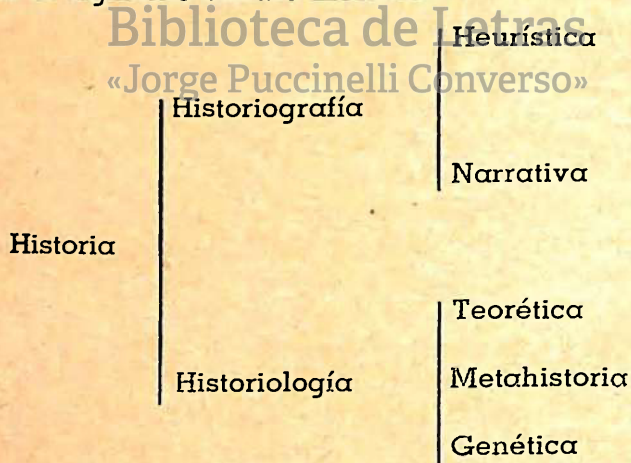 Biblioteca de Letras
«Jorge Puccinelli Converso»
Heurística
Historiografía
Narrativa
Historia
Teorética
Historiología
Metahistoria
Genética